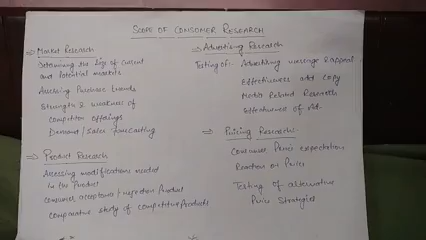 SCOPE OF CONSUMER RESEARCH
⇒ Market Research
Determining the Size of Current
and Potential markets
Assessing Purchase trends
Strength & weakness of
competitor offerings
Demand / Sales forecasting
⇒ Product Research
Assessing modifications needed
in the Product
Consumer acceptance / rejection Product
Comparative study of Competitive Products
⇒ Advertising Research
Testing of:- Advertising message & appeal
Effectiveness add Copy
Media Related Research
Effectiveness of Ad.
⇒ Pricing Research:-
Consumer Price expectation
Reaction on Prices
Testing of alternative
Price Strategies